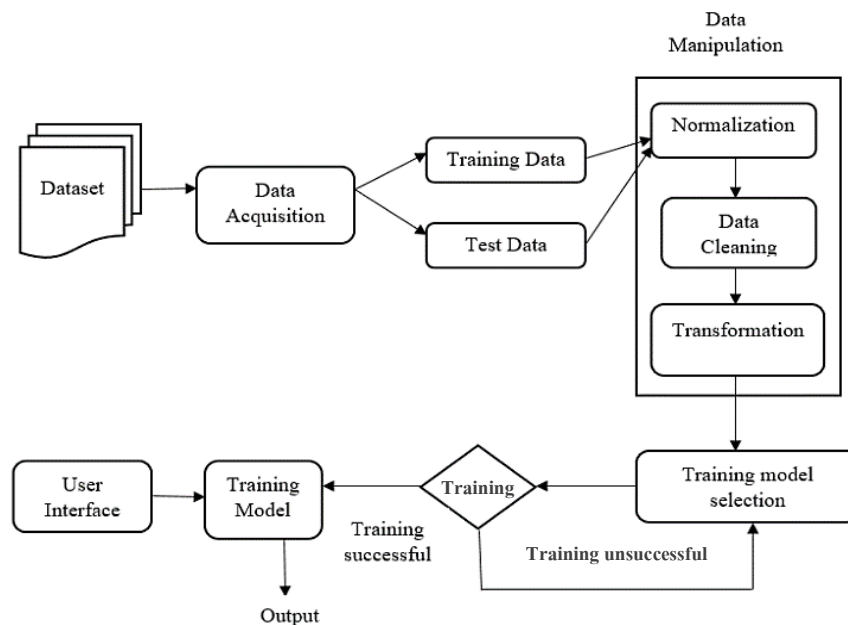 Data
Manipulation
Dataset
Data
Acquisition
Training Data
Test Data
Normalization
Data
Cleaning
Transformation
User
Interface
Training
Model
Training
successful
Training
Training unsuccessful
Training model
selection
Output